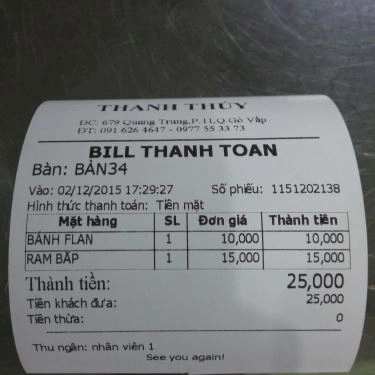 THANH THỦY
ĐC: 679 Quang Trung,P.11,Q.Gò Vấp
ĐT: 091 626 4647 - 0977 55 33 73
BILL THANH TOAN
Bàn: BÀN34
Vào: 02/12/2015 17:29:27 Số phiếu: 1151202138
Hình thức thanh toán: Tiền mặt
Mặt hàng SL Đơn giá Thành tiền
BÁNH FLAN 1 10,000 10,000
RAM BẮP 1 15,000 15,000
Thành tiền: 25,000
Tiền khách đưa: 25,000
Tiền thừa: 0
Thu ngân: nhân viên 1
See you again!